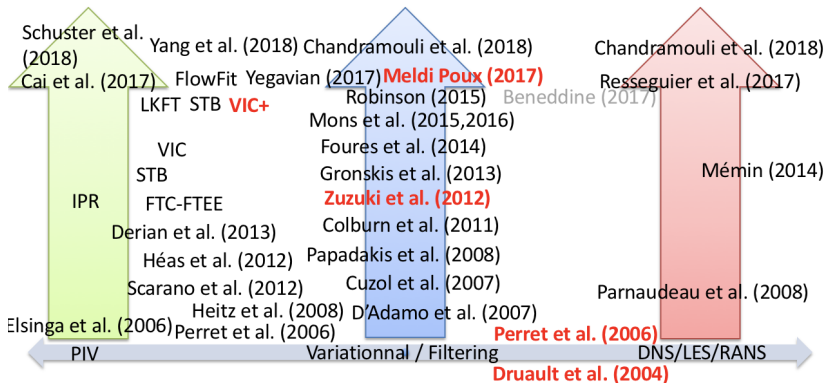 Schuster et al.
(2018)
Cai et al. (2017)
Yang et al. (2018)
FlowFit Yegavian (2017)
LKFT STB VIC+
VIC
STB
IPR
FTC-FTEE
Derian et al. (2013)
Héas et al. (2012)
Scarano et al. (2012)
Heitz et al. (2008)
Elsinga et al. (2006)
Perret et al. (2006)
PIV
Chandramouli et al. (2018)
Meldi Poux (2017)
Robinson (2015)
Beneddine (2017)
Mons et al. (2015,2016)
Foures et al. (2014)
Gronskis et al. (2013)
Zuzuki et al. (2012)
Colburn et al. (2011)
Papadakis et al. (2008)
Cuzol et al. (2007)
D'Adamo et al. (2007)
Perret et al. (2006)
Variationnal / Filtering
Druault et al. (2004)
Chandramouli et al. (2018)
Resseguier et al. (2017)
Mémin (2014)
Parnaudeau et al. (2008)
DNS/LES/RANS